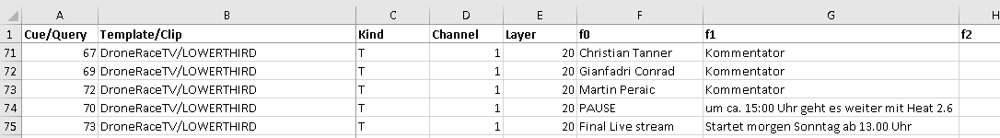 A B C D E F G H
1 Cue/Query Template/Clip Kind Channel Layer f0 f1 f2
71 67 DroneRaceTV/LOWERTHIRD T 1 20 Christian Tanner Kommentator
72 69 DroneRaceTV/LOWERTHIRD T 1 20 Gianfadri Conrad Kommentator
73 72 DroneRaceTV/LOWERTHIRD T 1 20 Martin Peraic Kommentator
74 70 DroneRaceTV/LOWERTHIRD T 1 20 PAUSE um ca. 15:00 Uhr geht es weiter mit Heat 2.6
75 73 DroneRaceTV/LOWERTHIRD T 1 20 Final Live stream Startet morgen Sonntag ab 13.00 Uhr